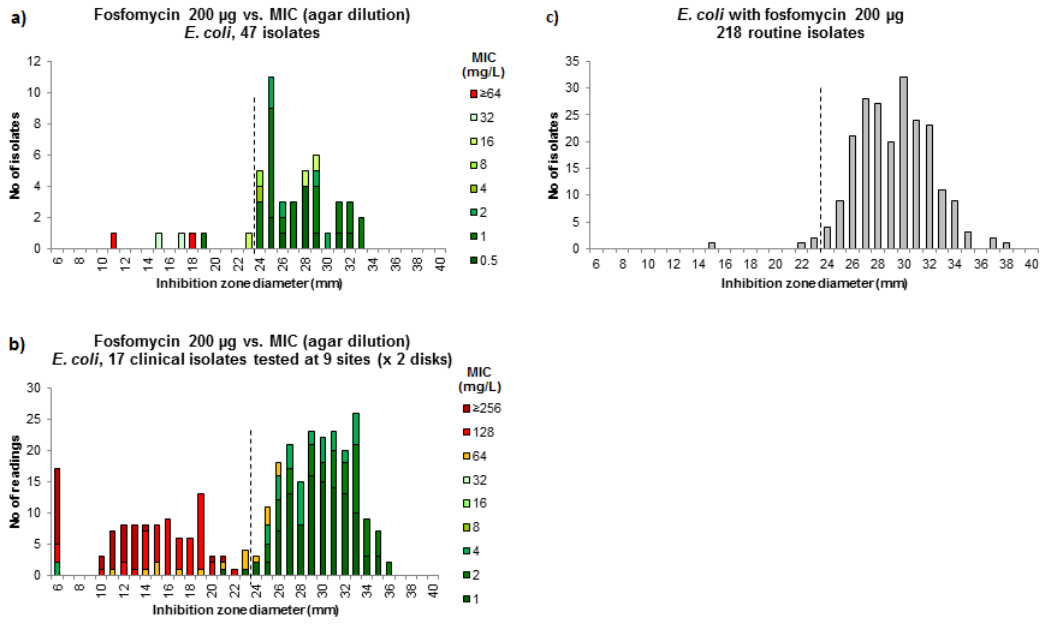 a)
Fosfomycin 200 µg vs. MIC (agar dilution)
E. coli, 47 isolates
No of isolates
12
10
8
6
4
2
0
6 8 10 12 14 16 18 20 22 24 26 28 30 32 34 36 38 40
Inhibition zone diameter (mm)
MIC
(mg/L)
≥64
32
16
8
4
2
1
0.5
c)
E. coli with fosfomycin 200 µg
218 routine isolates
No of isolates
35
30
25
20
15
10
5
0
6 8 10 12 14 16 18 20 22 24 26 28 30 32 34 36 38 40
Inhibition zone diameter (mm)
b)
Fosfomycin 200 µg vs. MIC (agar dilution)
E. coli, 17 clinical isolates tested at 9 sites (x 2 disks)
No of readings
30
25
20
15
10
5
0
6 8 10 12 14 16 18 20 22 24 26 28 30 32 34 36 38 40
Inhibition zone diameter (mm)
MIC
(mg/L)
≥256
128
64
32
16
8
4
2
1